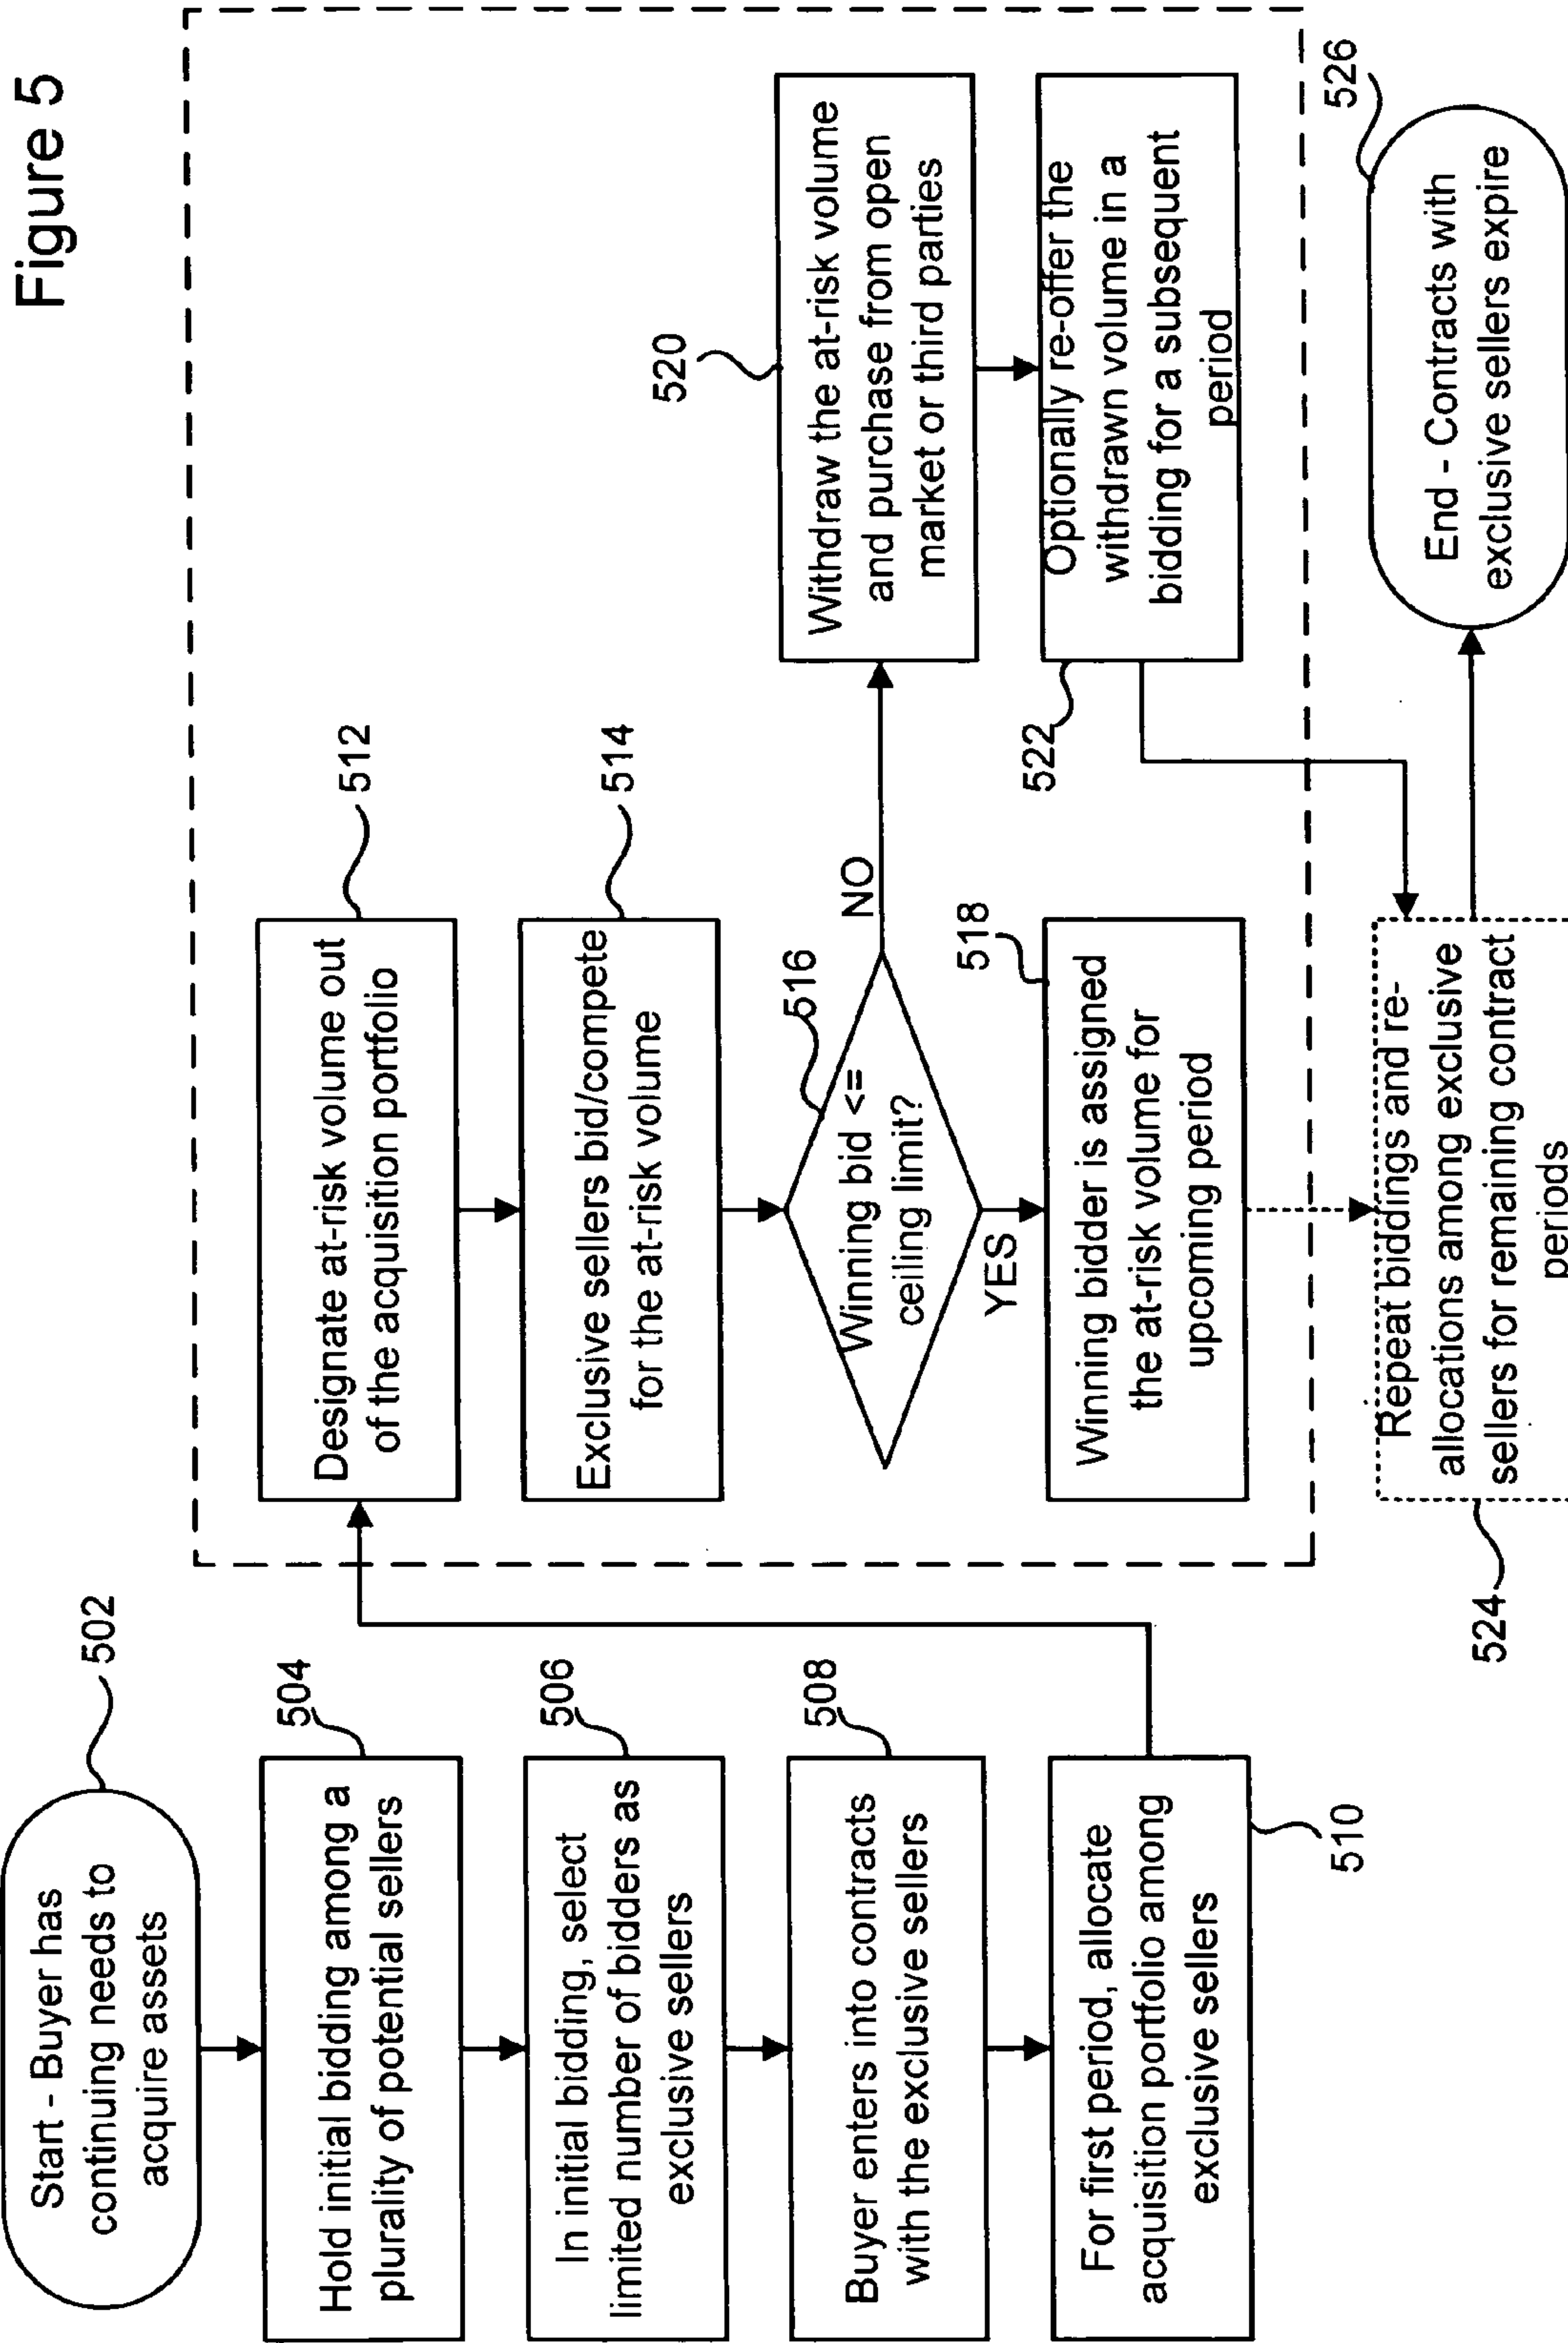 Figure 5
Start - Buyer has
continuing needs to
acquire assets
502
Hold initial bidding among a
plurality of potential sellers
504
In initial bidding, select
limited number of bidders as
exclusive sellers
506
Buyer enters into contracts
with the exclusive sellers
508
For first period, allocate
acquisition portfolio among
exclusive sellers
510
Designate at-risk volume out
of the acquisition portfolio
512
Exclusive sellers bid/compete
for the at-risk volume
514
Winning bid <=
ceiling limit?
516
NO
YES
Winning bidder is assigned
the at-risk volume for
upcoming period
518
Withdraw the at-risk volume
and purchase from open
market or third parties
520
Optionally re-offer the
withdrawn volume in a
bidding for a subsequent
period
522
Repeat biddings and re-
allocations among exclusive
sellers for remaining contract
periods
524
End - Contracts with
exclusive sellers expire
526